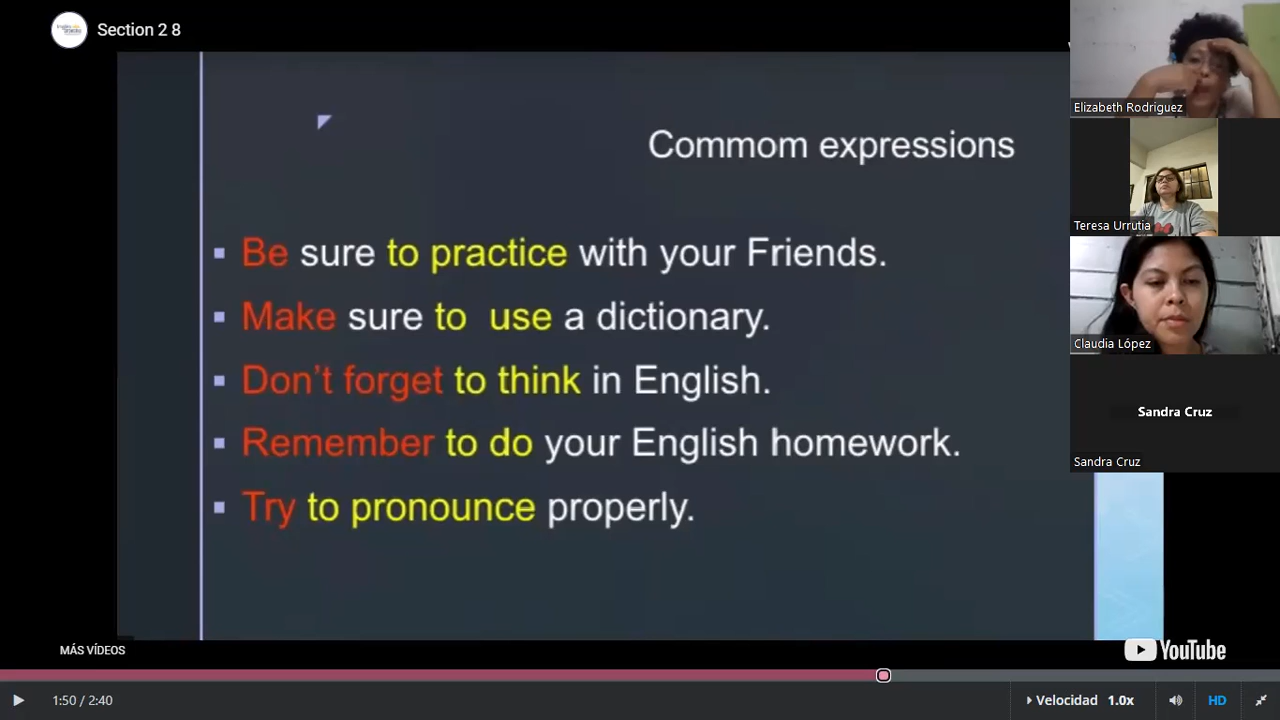 Section 2 8
Commom expressions
Be sure to practice with your Friends.
Make sure to use a dictionary.
Don't forget to think in English.
Remember to do your English homework.
Try to pronounce properly.
Elizabeth Rodriguez
Teresa Urrutia
Claudia López
Sandra Cruz
Sandra Cruz
MÁS VÍDEOS
YouTube
1:50 / 2:40
Velocidad 1.0x
HD